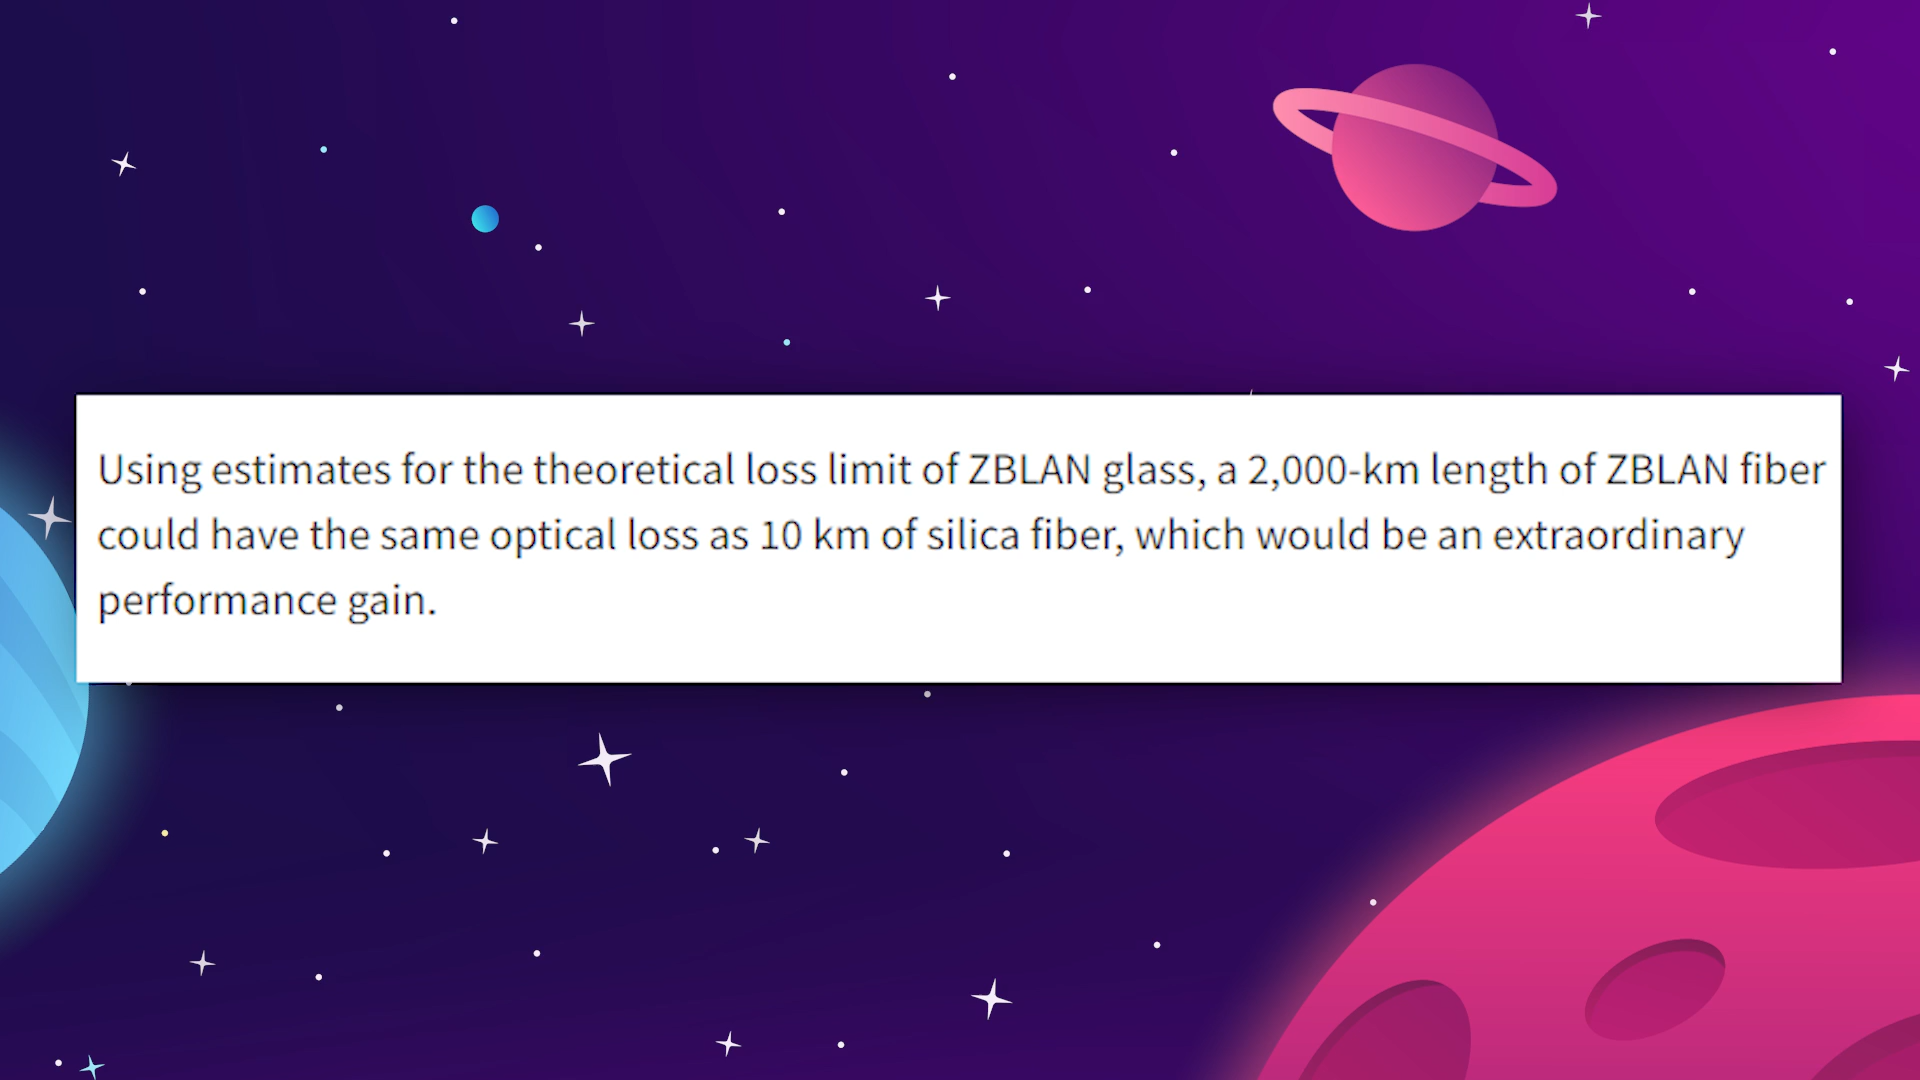 Using estimates for the theoretical loss limit of ZBLAN glass, a 2,000-km length of ZBLAN fiber
could have the same optical loss as 10 km of silica fiber, which would be an extraordinary
performance gain.